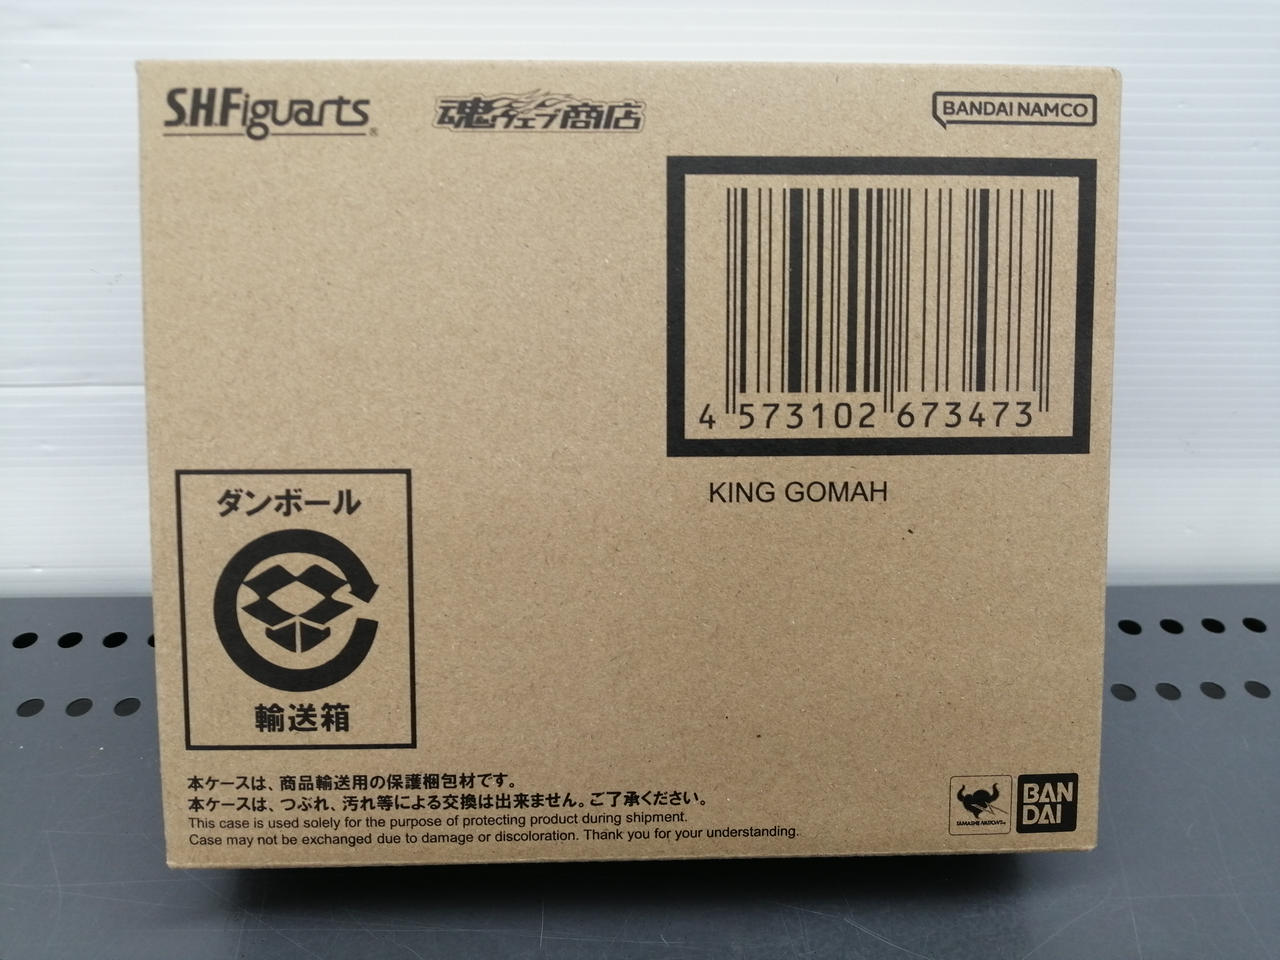 S.H.Figuarts®
魂ウェブ商店
BANDAI NAMCO
4 573102 673473
KING GOMAH
ダンボール
輸送箱
本ケースは、商品輸送用の保護梱包材です。
本ケースは、つぶれ、汚れ等による交換は出来ません。ご了承ください。
This case is used solely for the purpose of protecting product during shipment.
Case may not be exchanged due to damage or discoloration. Thank you for your understanding.
TAMASHII NATIONS™
BAN
DAI